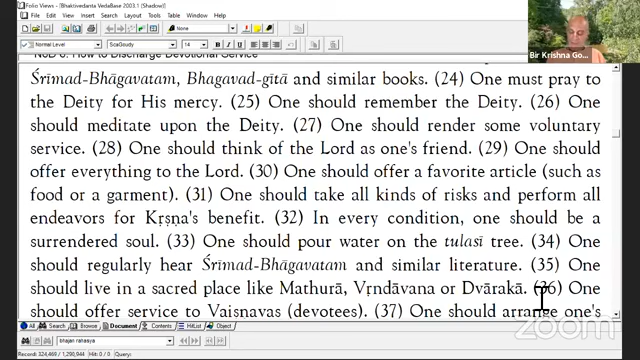 Folio Views - [Bhaktivedanta VedaBase 2003.1 (Shadow)]
File Edit View Search Layout Tools Window Help
Normal Level
ScaGoudy
14
None
NoD 6: How to Discharge Devotional Service
Śrīmad-Bhāgavatam, Bhagavad-gītā and similar books. (24) One must pray to
the Deity for His mercy. (25) One should remember the Deity. (26) One
should meditate upon the Deity. (27) One should render some voluntary
service. (28) One should think of the Lord as one's friend. (29) One should
offer everything to the Lord. (30) One should offer a favorite article (such as
food or a garment). (31) One should take all kinds of risks and perform all
endeavors for Kṛṣṇa's benefit. (32) In every condition, one should be a
surrendered soul. (33) One should pour water on the tulasī tree. (34) One
should regularly hear Śrīmad-Bhāgavatam and similar literature. (35) One
should live in a sacred place like Mathurā, Vṛndāvana or Dvārakā. (36) One
should offer service to Vaiṣṇavas (devotees). (37) One should arrange one's
All Search Browse Document Contents HitList Object
bhajan rahasya
Record: 324,469 / 1,290,944 Hit: 0 / 0
Bir Krishna Go...
zoom